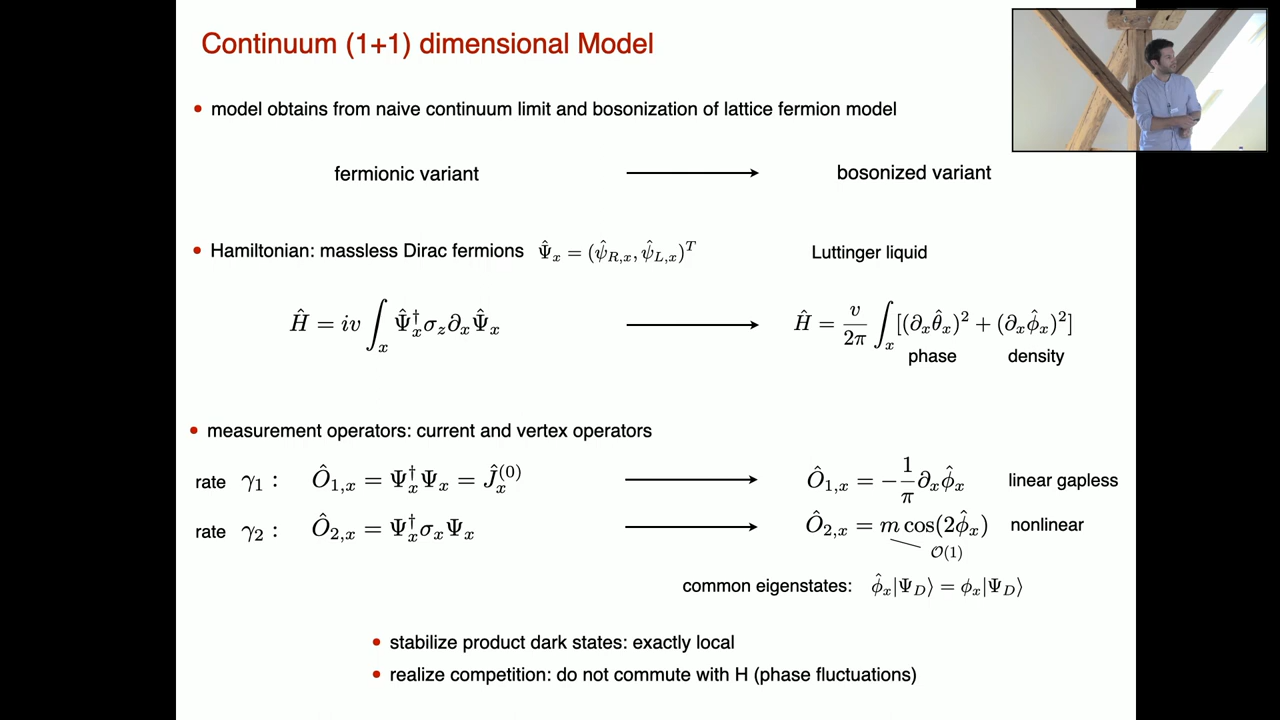 Continuum (1+1) dimensional Model
• model obtains from naive continuum limit and bosonization of lattice fermion model
fermionic variant ⟶ bosonized variant
• Hamiltonian: massless Dirac fermions Ψ̂_x = (ψ̂_{R,x}, ψ̂_{L,x})^T Luttinger liquid
Ĥ = iv ∫_x Ψ̂†_x σ_z ∂_x Ψ̂_x ⟶ Ĥ = v/2π ∫_x [(∂_x θ̂_x)² + (∂_x φ̂_x)²]
phase density
• measurement operators: current and vertex operators
rate γ₁ : Ô_{1,x} = Ψ†_x Ψ_x = Ĵ_x^{(0)} ⟶ Ô_{1,x} = −1/π ∂_x φ̂_x linear gapless
rate γ₂ : Ô_{2,x} = Ψ†_x σ_x Ψ_x ⟶ Ô_{2,x} = m cos(2φ̂_x) nonlinear
𝒪(1)
common eigenstates: φ̂_x|Ψ_D⟩ = φ_x|Ψ_D⟩
• stabilize product dark states: exactly local
• realize competition: do not commute with H (phase fluctuations)